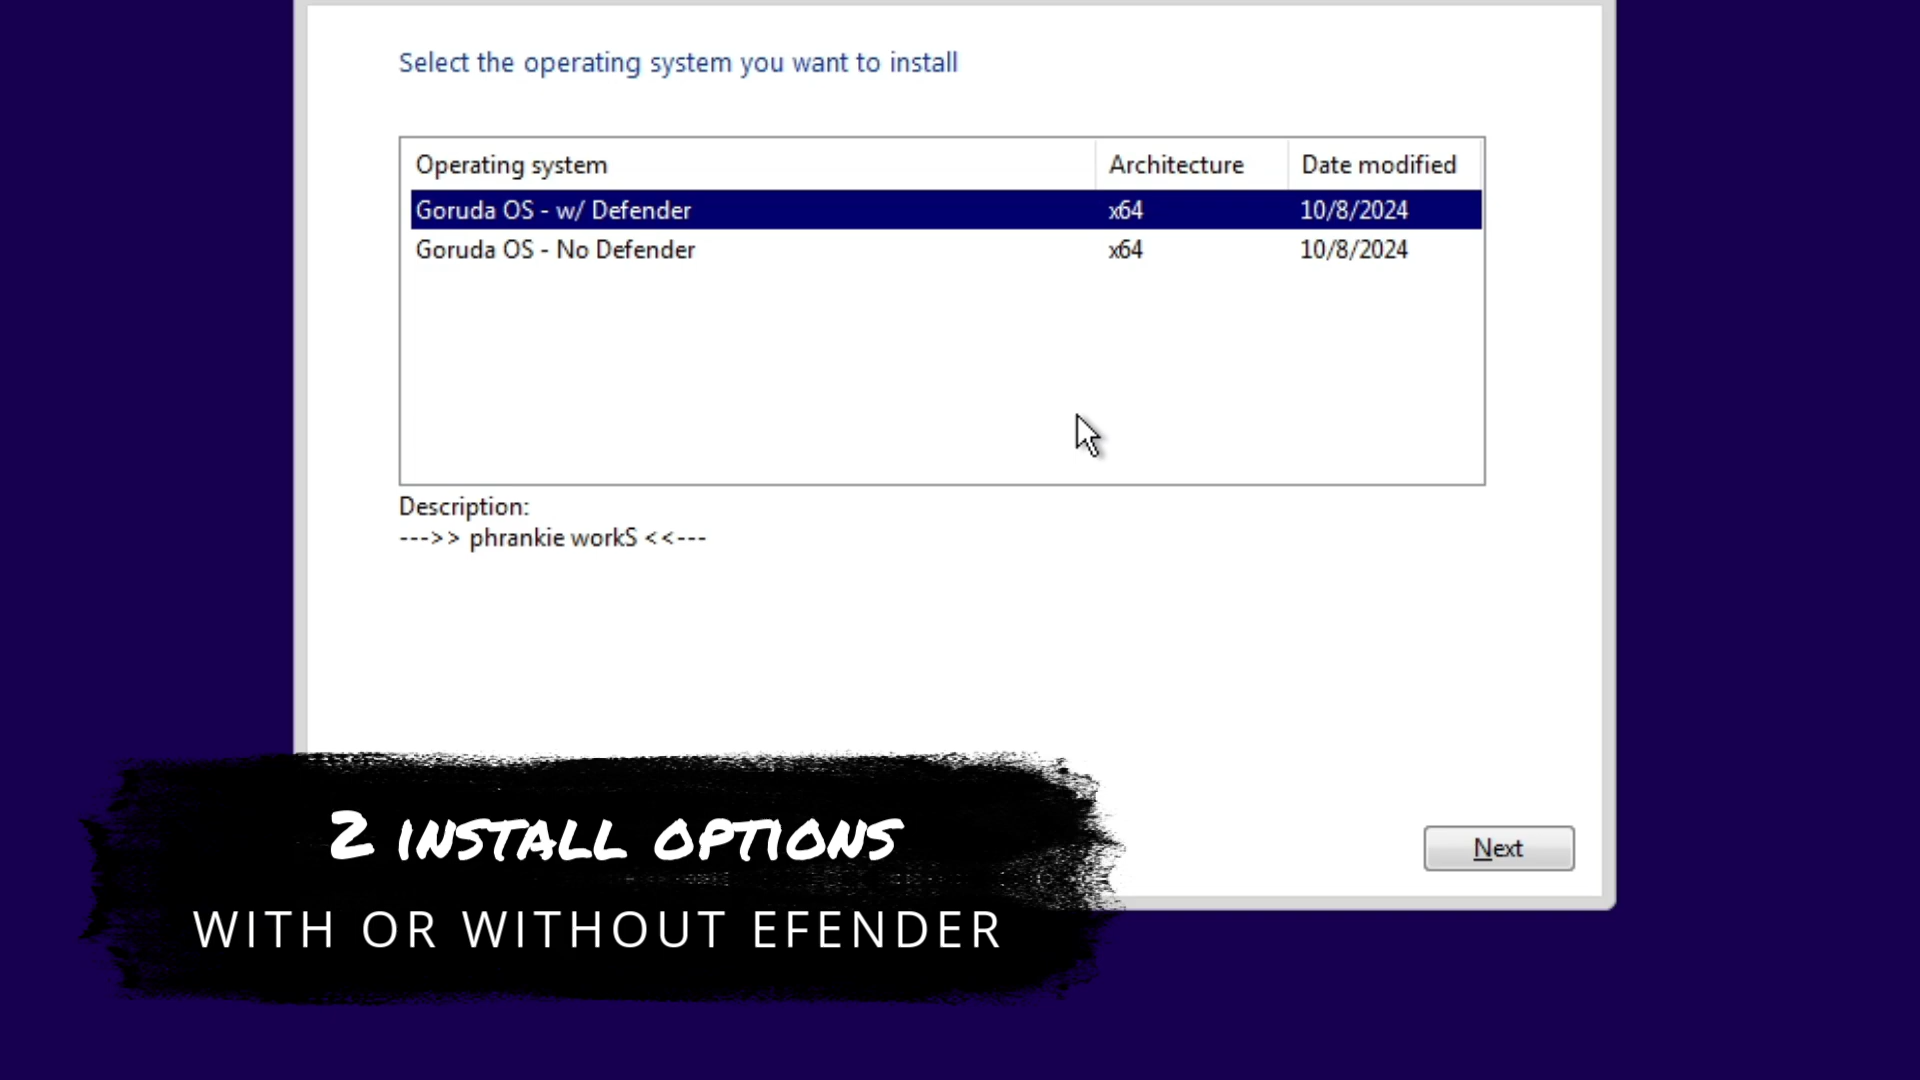 Select the operating system you want to install
Operating system Architecture Date modified
Goruda OS - w/ Defender x64 10/8/2024
Goruda OS - No Defender x64 10/8/2024
Description:
--->> phrankie workS <<---
2 INSTALL OPTIONS
WITH OR WITHOUT EFENDER
Next